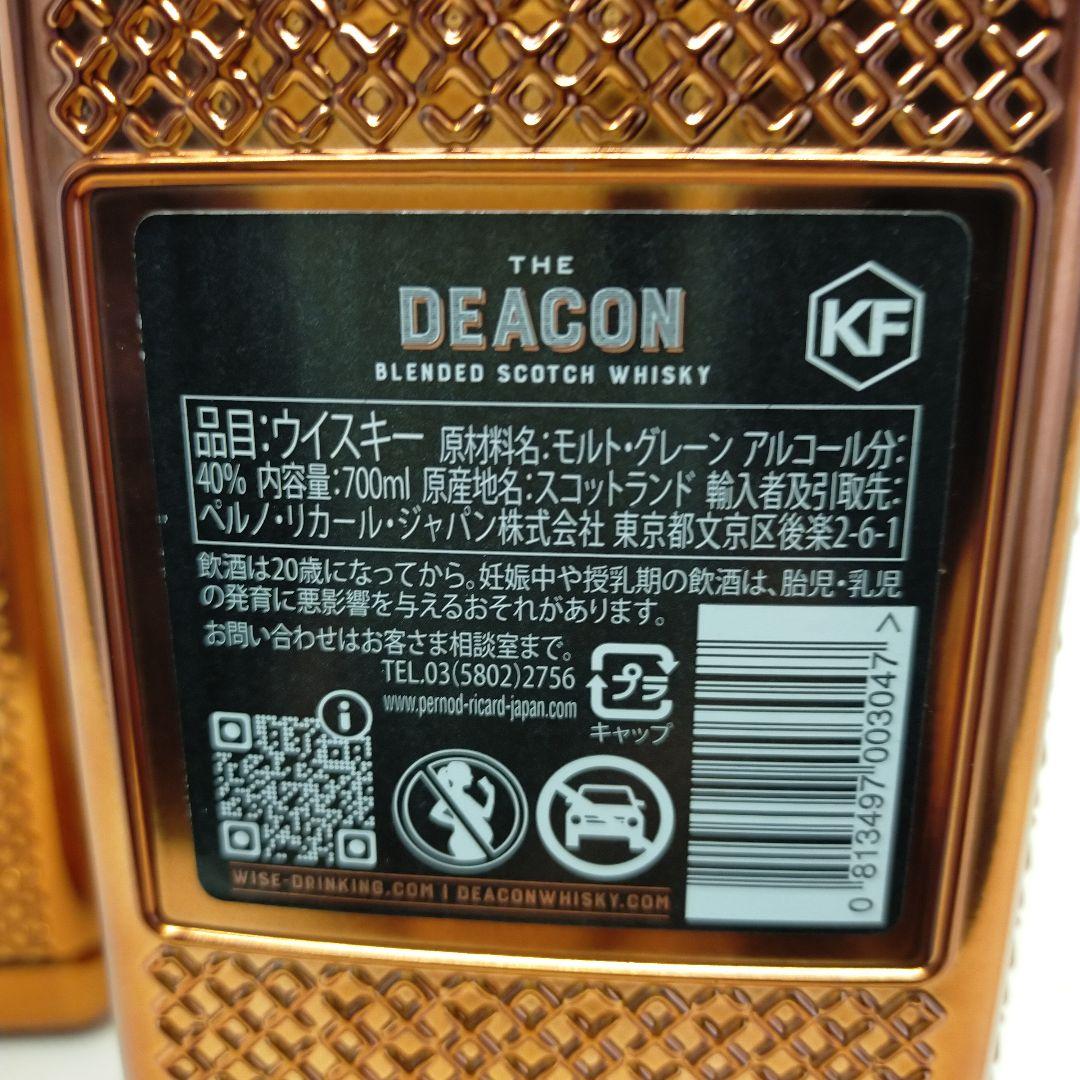 THE
DEACON
BLENDED SCOTCH WHISKY
KF
品目:ウイスキー 原材料名:モルト・グレーン アルコール分:
40% 内容量:700ml 原産地名:スコットランド 輸入者及引取先:
ペルノ・リカール・ジャパン株式会社 東京都文京区後楽2-6-1
飲酒は20歳になってから。妊娠中や授乳期の飲酒は、胎児・乳児
の発育に悪影響を与えるおそれがあります。
お問い合わせはお客さま相談室まで。
TEL.03(5802)2756
www.pernod-ricard-japan.com
プラ
キャップ
i
WISE-DRINKING.COM | DEACONWHISKY.COM
0 813497 003047 >